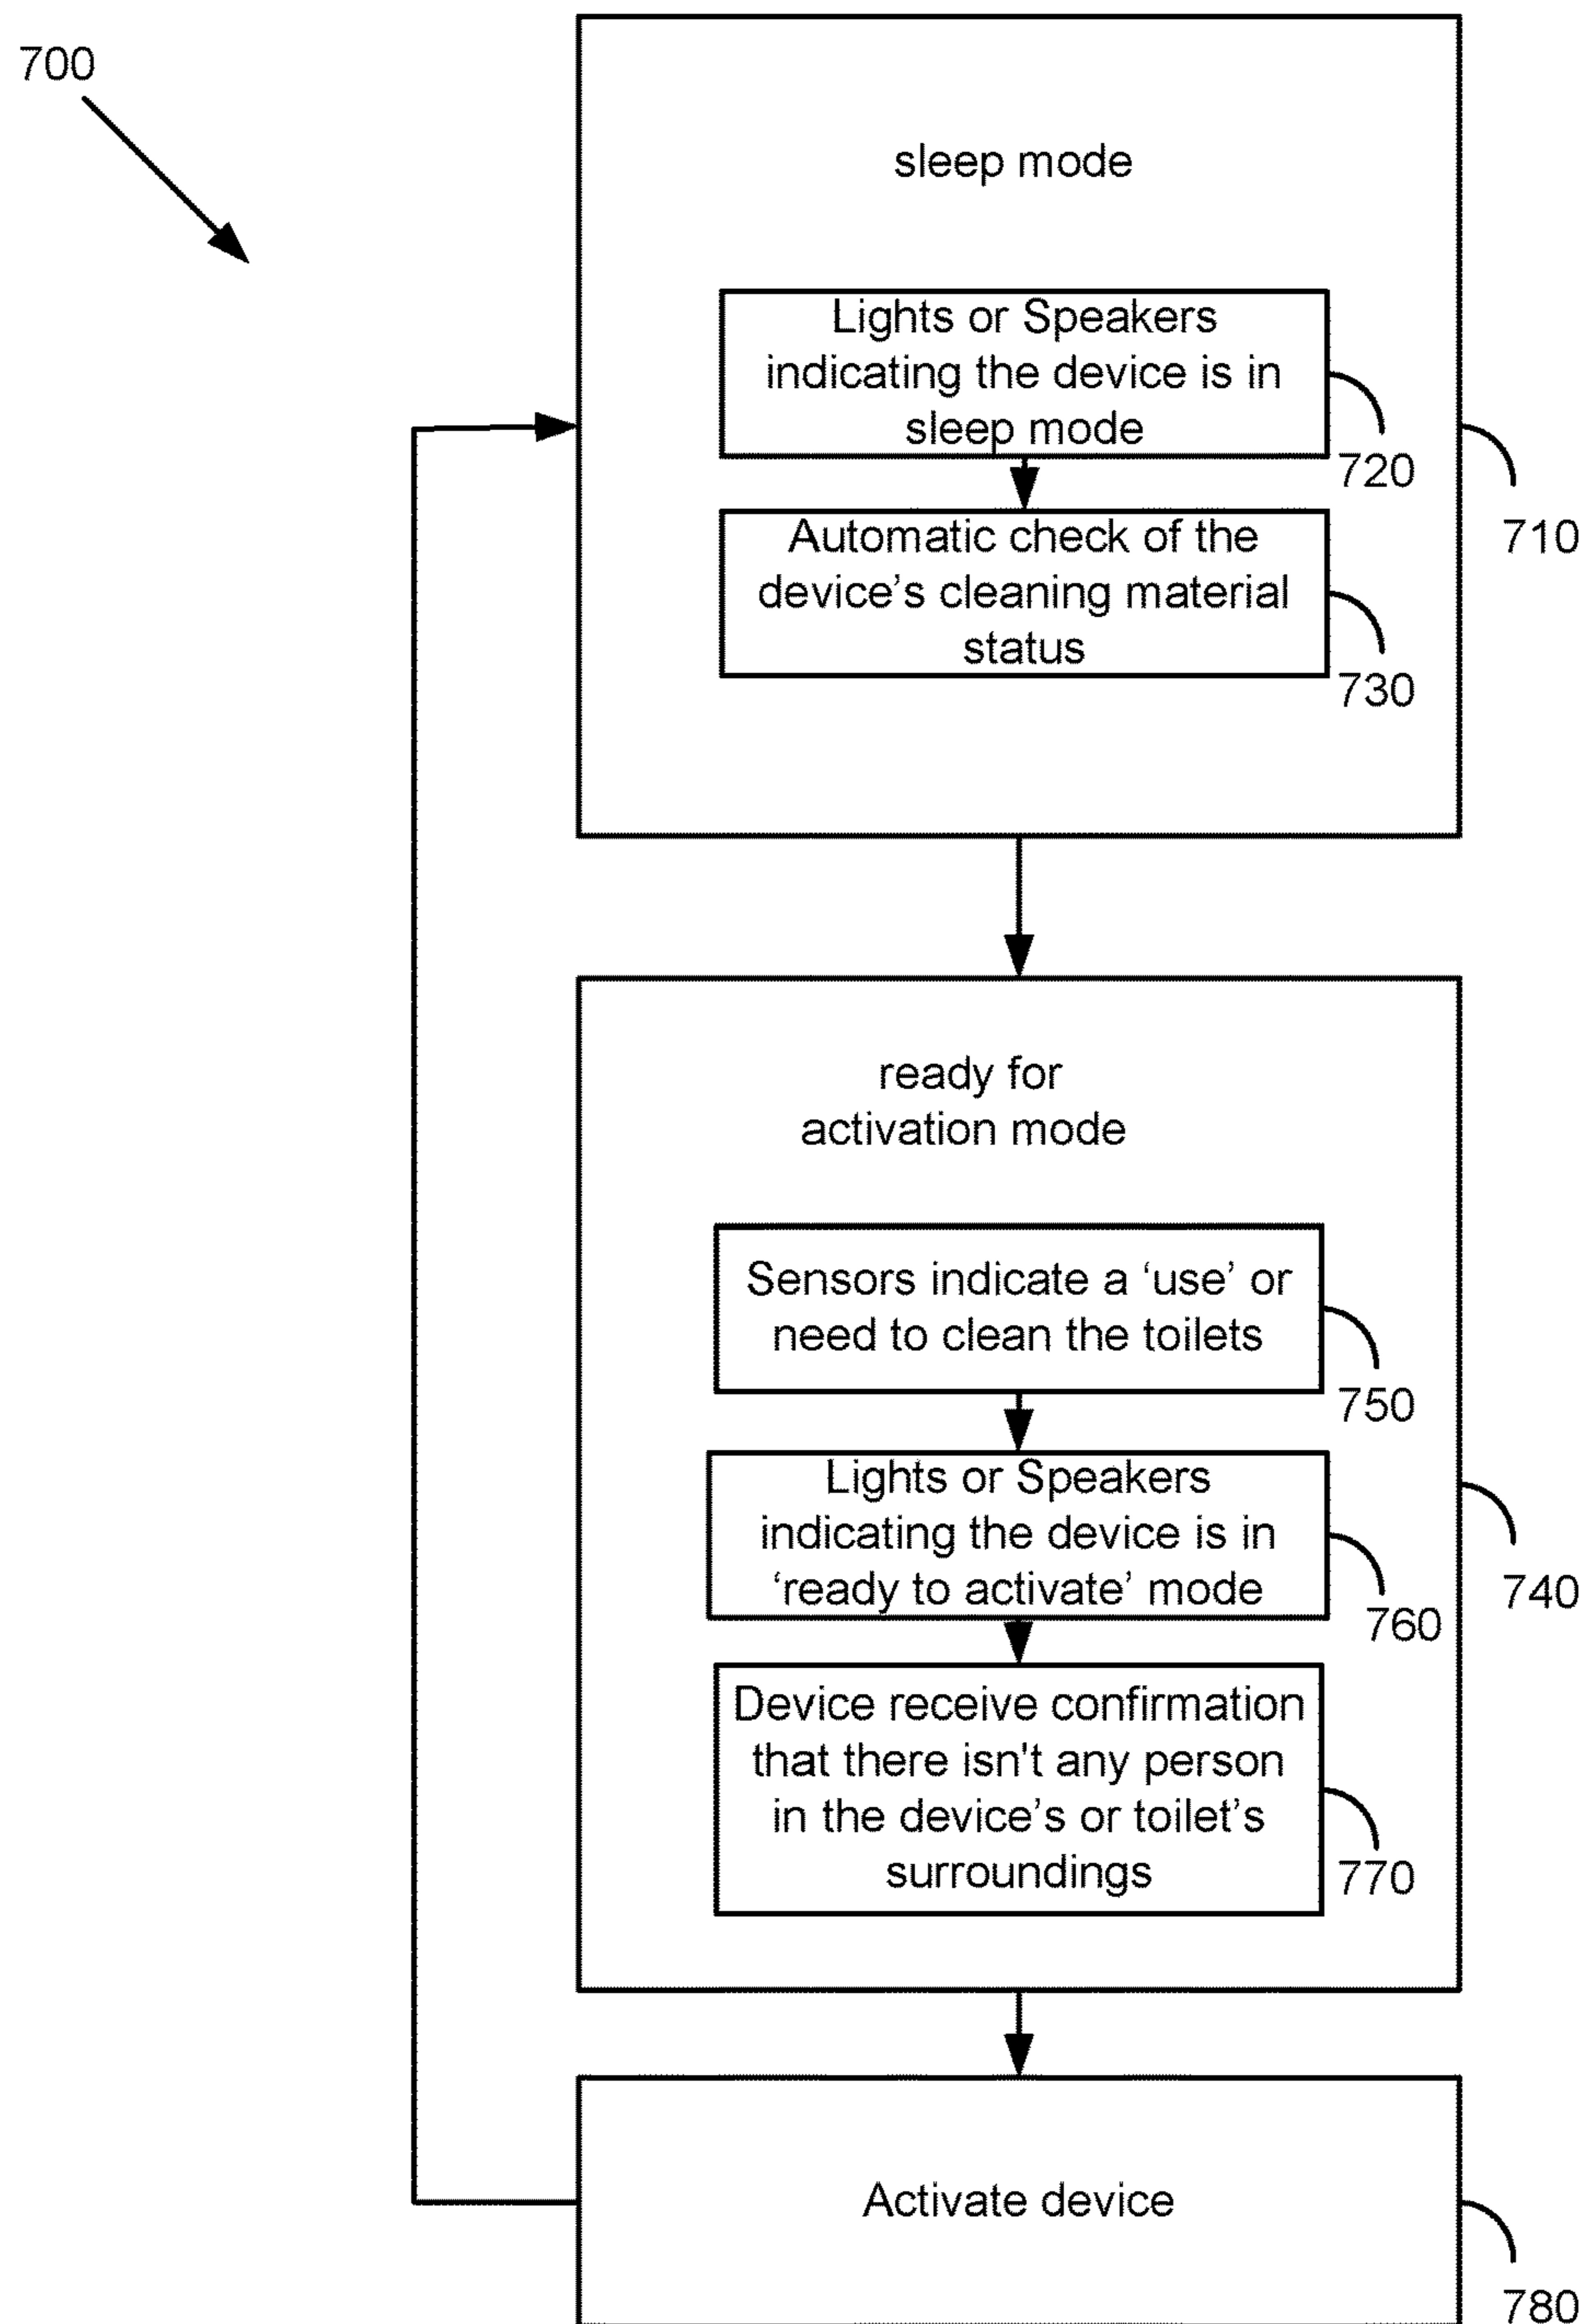 700
sleep mode
Lights or Speakers
indicating the device is in
sleep mode
720
710
Automatic check of the
device’s cleaning material
status
730
ready for
activation mode
Sensors indicate a ‘use’ or
need to clean the toilets
750
Lights or Speakers
indicating the device is in
‘ready to activate’ mode
760
740
Device receive confirmation
that there isn't any person
in the device’s or toilet’s
surroundings
770
Activate device
780